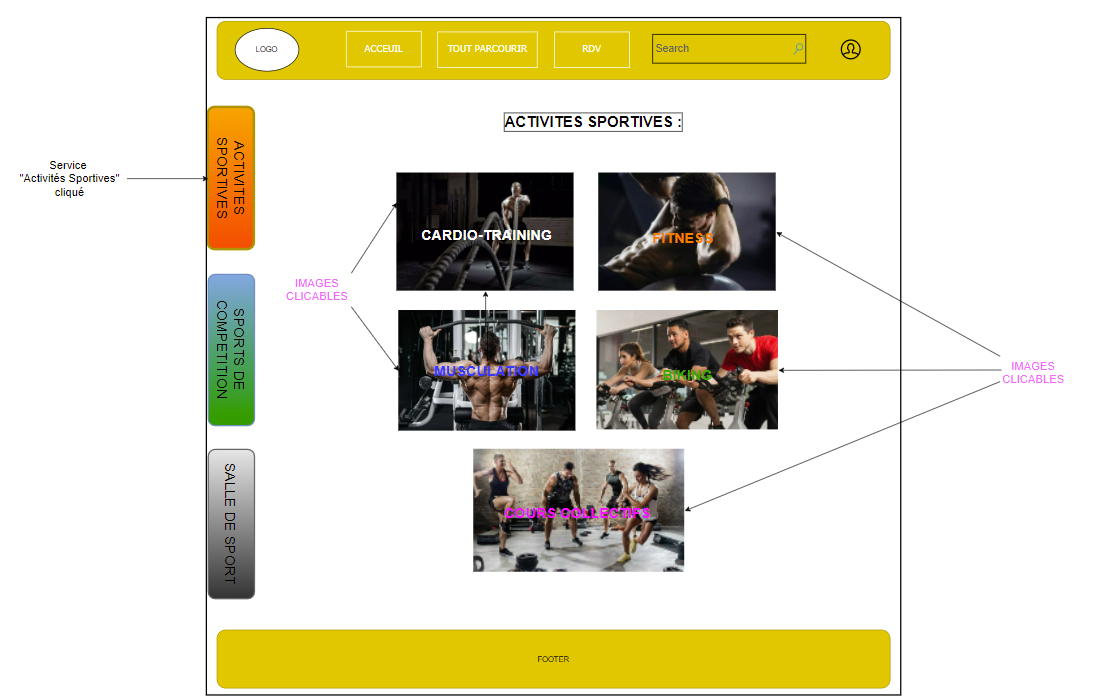 LOGO
ACCEUIL
TOUT PARCOURIR
RDV
Search
ACTIVITES SPORTIVES :
ACTIVITES
SPORTIVES
Service
"Activités Sportives"
cliqué
CARDIO-TRAINING
FITNESS
IMAGES
CLICABLES
SPORTS DE
COMPETITION
MUSCULATION
BIKING
IMAGES
CLICABLES
SALLE DE SPORT
COURS COLLECTIFS
FOOTER